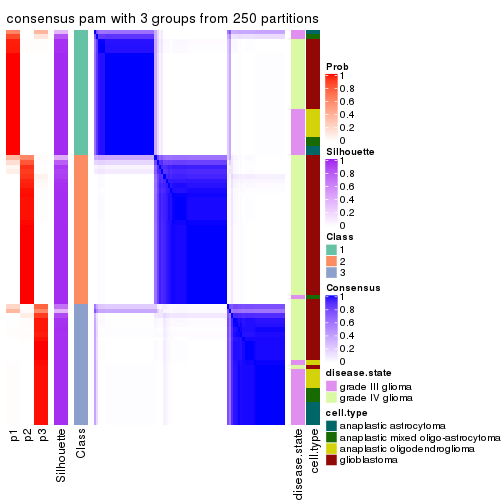 consensus pam with 3 groups from 250 partitions
Prob
1
0.8
0.6
0.4
0.2
0
Silhouette
1
0.8
0.6
0.4
0.2
0
Class
1
2
3
Consensus
1
0.8
0.6
0.4
0.2
0
disease.state
grade III glioma
grade IV glioma
cell.type
anaplastic astrocytoma
anaplastic mixed oligo-astrocytoma
anaplastic oligodendroglioma
glioblastoma
p1
p2
p3
Silhouette
Class
disease.state
cell.type